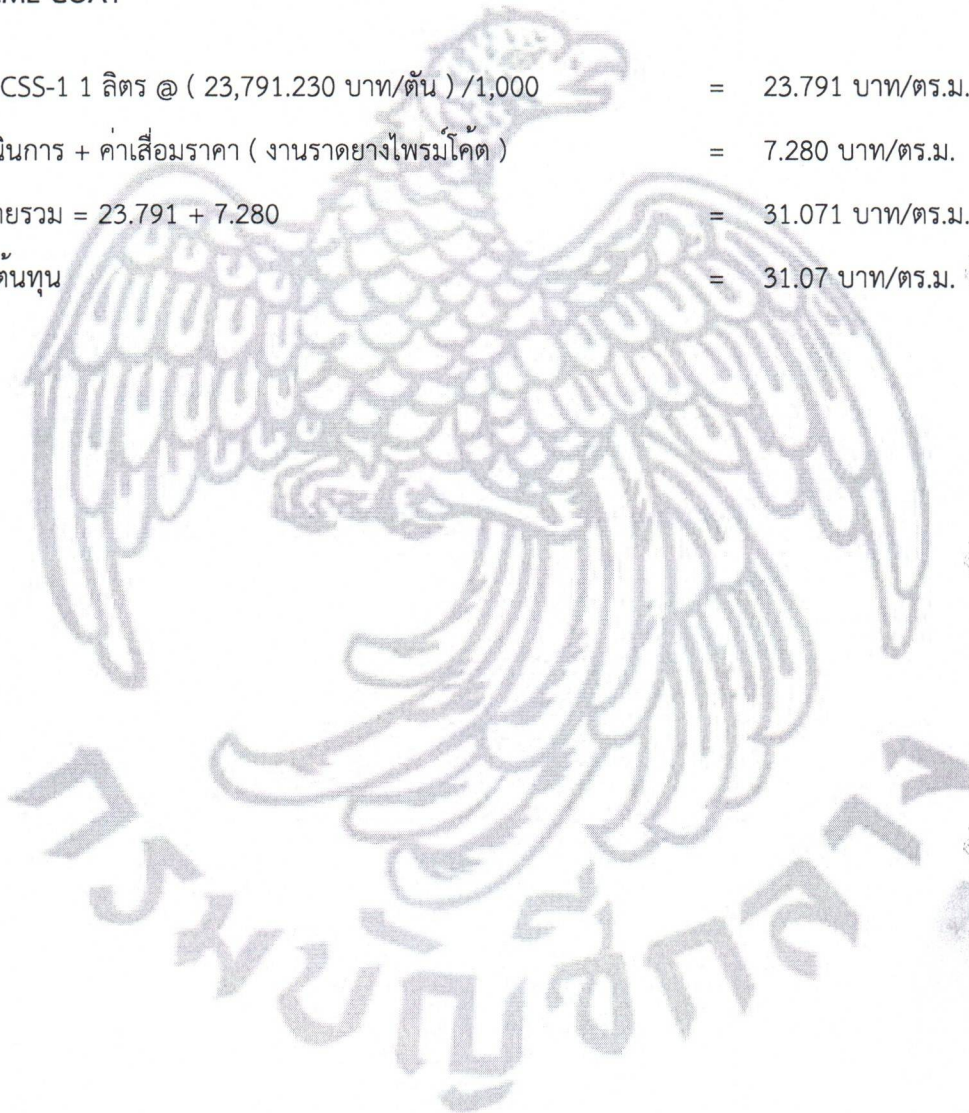 CSS-1 1 ลิตร @ ( 23,791.230 บาท/ตัน ) /1,000 = 23.791 บาท/ตร.ม.
นินการ + ค่าเสื่อมราคา ( งานราดยางไพรม์โค้ต ) = 7.280 บาท/ตร.ม.
ายรวม = 23.791 + 7.280 = 31.071 บาท/ตร.ม.
ต้นทุน = 31.07 บาท/ตร.ม.
กรมบัญชีกลาง